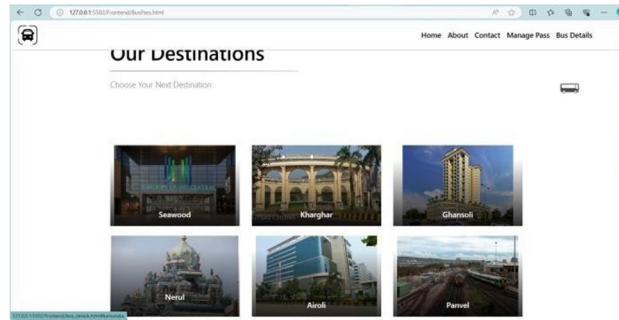 127.0.0.1:5502/Frontend/BusPass.html
Home About Contact Manage Pass Bus Details
Our Destinations
Choose Your Next Destination
Seawood
Kharghar
Ghansoli
Nerul
Airoli
Panvel